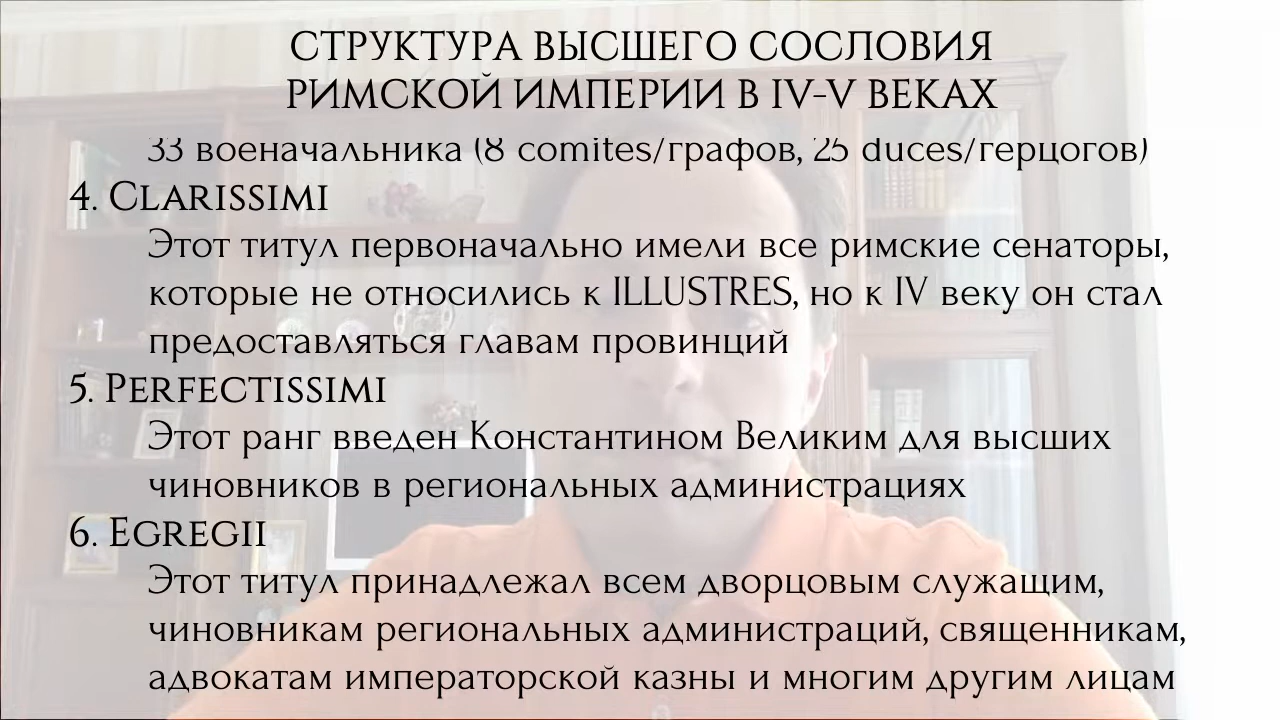 СТРУКТУРА ВЫСШЕГО СОСЛОВИЯ
РИМСКОЙ ИМПЕРИИ В IV-V ВЕКАХ
33 военачальника (8 comites/графов, 25 duces/герцогов)
4. Clarissimi
Этот титул первоначально имели все римские сенаторы,
которые не относились к ILLUSTRES, но к IV веку он стал
предоставляться главам провинций
5. Perfectissimi
Этот ранг введен Константином Великим для высших
чиновников в региональных администрациях
6. Egregii
Этот титул принадлежал всем дворцовым служащим,
чиновникам региональных администраций, священникам,
адвокатам императорской казны и многим другим лицам